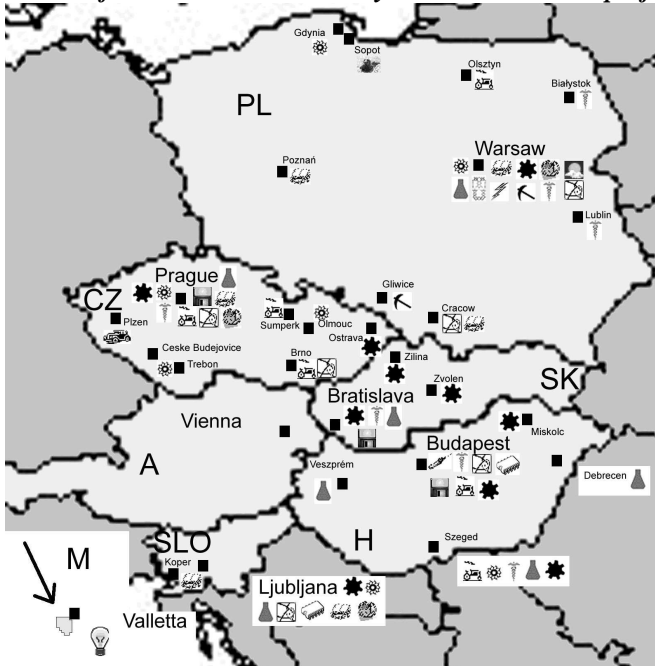 Gdynia
Sopot
Olsztyn
Białystok
PL
Warsaw
Poznań
Lublin
Prague
CZ
Plzen
Gliwice
Cracow
Sumperk
Olmouc
Ostrava
Ceske Budejovice
Trebon
Brno
Zilina
Zvolen
SK
Bratislava
Vienna
A
Miskolc
Budapest
Veszprém
Debrecen
H
Szeged
SLO
Koper
Ljubljana
M
Valletta